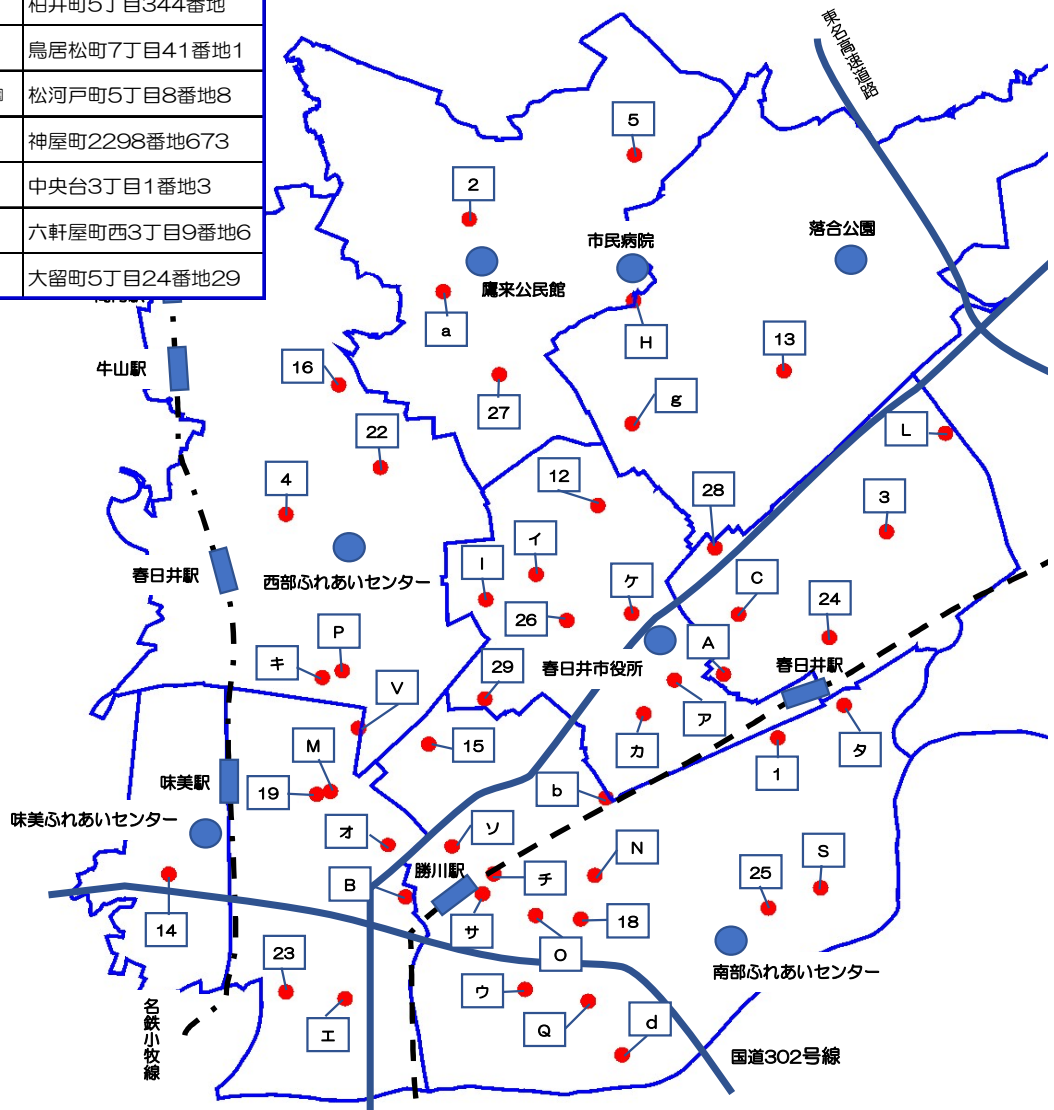 柏井町5丁目344番地
鳥居松町7丁目41番地1
松河戸町5丁目8番地8
神屋町2298番地673
中央台3丁目1番地3
六軒屋町西3丁目9番地6
大留町5丁目24番地29
東名高速道路
5
2
市民病院
落合公園
鷹来公民館
a
H
13
牛山駅
16
27
g
22
L
4
12
28
3
イ
春日井駅
西部ふれあいセンター
I
ケ
C
24
26
P
キ
春日井市役所
A
春日井駅
29
V
ア
カ
タ
M
15
1
味美駅
19
b
味美ふれあいセンター
オ
ソ
N
勝川駅
チ
B
S
25
14
サ
18
O
23
南部ふれあいセンター
ウ
名鉄小牧線
エ
Q
d
国道302号線